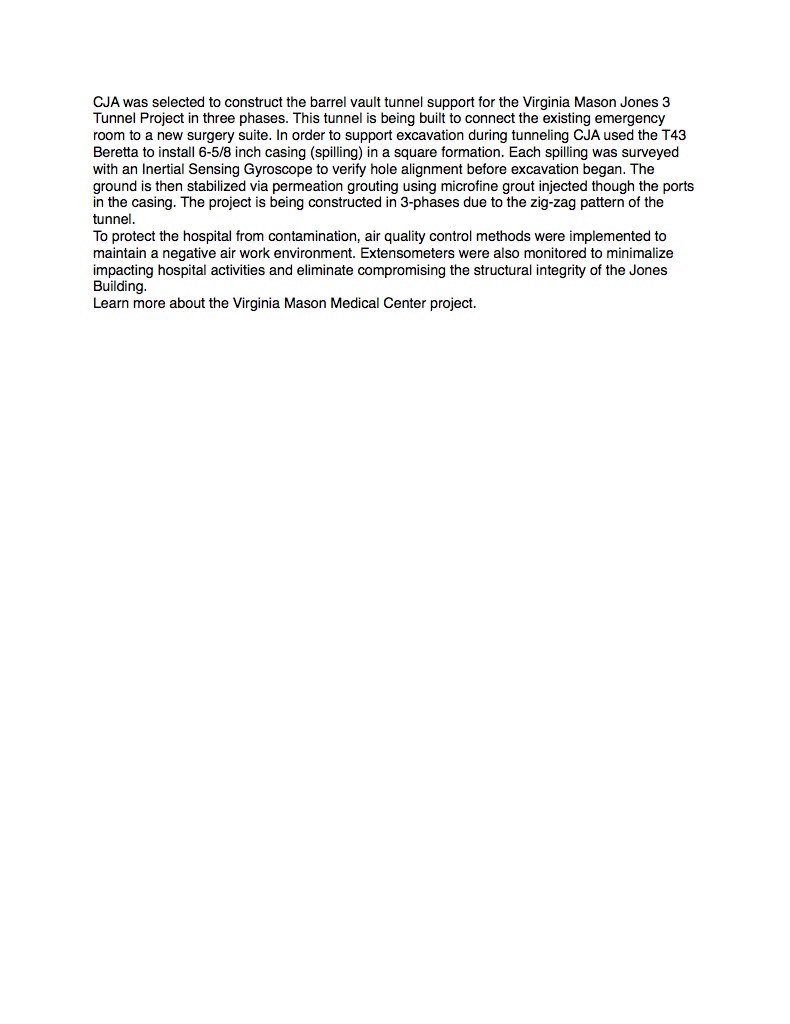 CJA was selected to construct the barrel vault tunnel support for the Virginia Mason Jones 3
Tunnel Project in three phases. This tunnel is being built to connect the existing emergency
room to a new surgery suite. In order to support excavation during tunneling CJA used the T43
Beretta to install 6-5/8 inch casing (spilling) in a square formation. Each spilling was surveyed
with an Inertial Sensing Gyroscope to verify hole alignment before excavation began. The
ground is then stabilized via permeation grouting using microfine grout injected though the ports
in the casing. The project is being constructed in 3-phases due to the zig-zag pattern of the
tunnel.
To protect the hospital from contamination, air quality control methods were implemented to
maintain a negative air work environment. Extensometers were also monitored to minimalize
impacting hospital activities and eliminate compromising the structural integrity of the Jones
Building.
Learn more about the Virginia Mason Medical Center project.